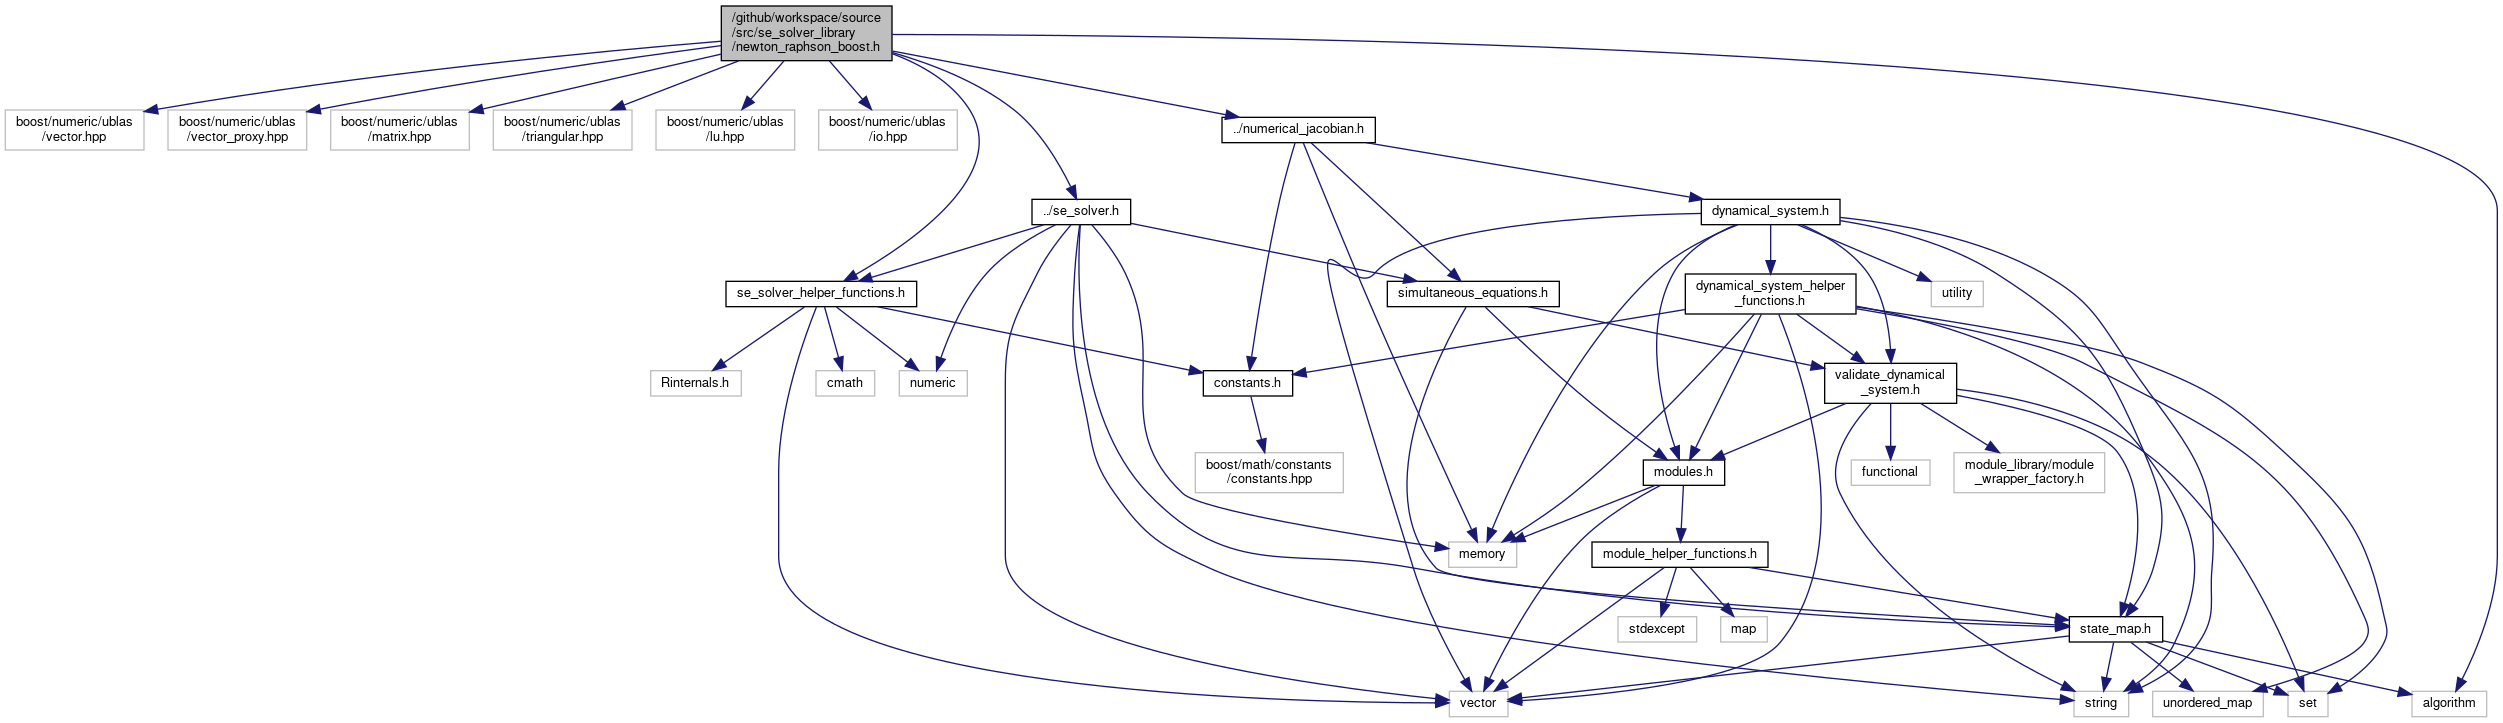 /github/workspace/source
/src/se_solver_library
/newton_raphson_boost.h
boost/numeric/ublas
/vector.hpp
boost/numeric/ublas
/vector_proxy.hpp
boost/numeric/ublas
/matrix.hpp
boost/numeric/ublas
/triangular.hpp
boost/numeric/ublas
/lu.hpp
boost/numeric/ublas
/io.hpp
../numerical_jacobian.h
../se_solver.h
dynamical_system.h
se_solver_helper_functions.h
simultaneous_equations.h
dynamical_system_helper
_functions.h
utility
Rinternals.h
cmath
numeric
constants.h
validate_dynamical
_system.h
boost/math/constants
/constants.hpp
modules.h
functional
module_library/module
_wrapper_factory.h
memory
module_helper_functions.h
stdexcept
map
state_map.h
vector
string
unordered_map
set
algorithm